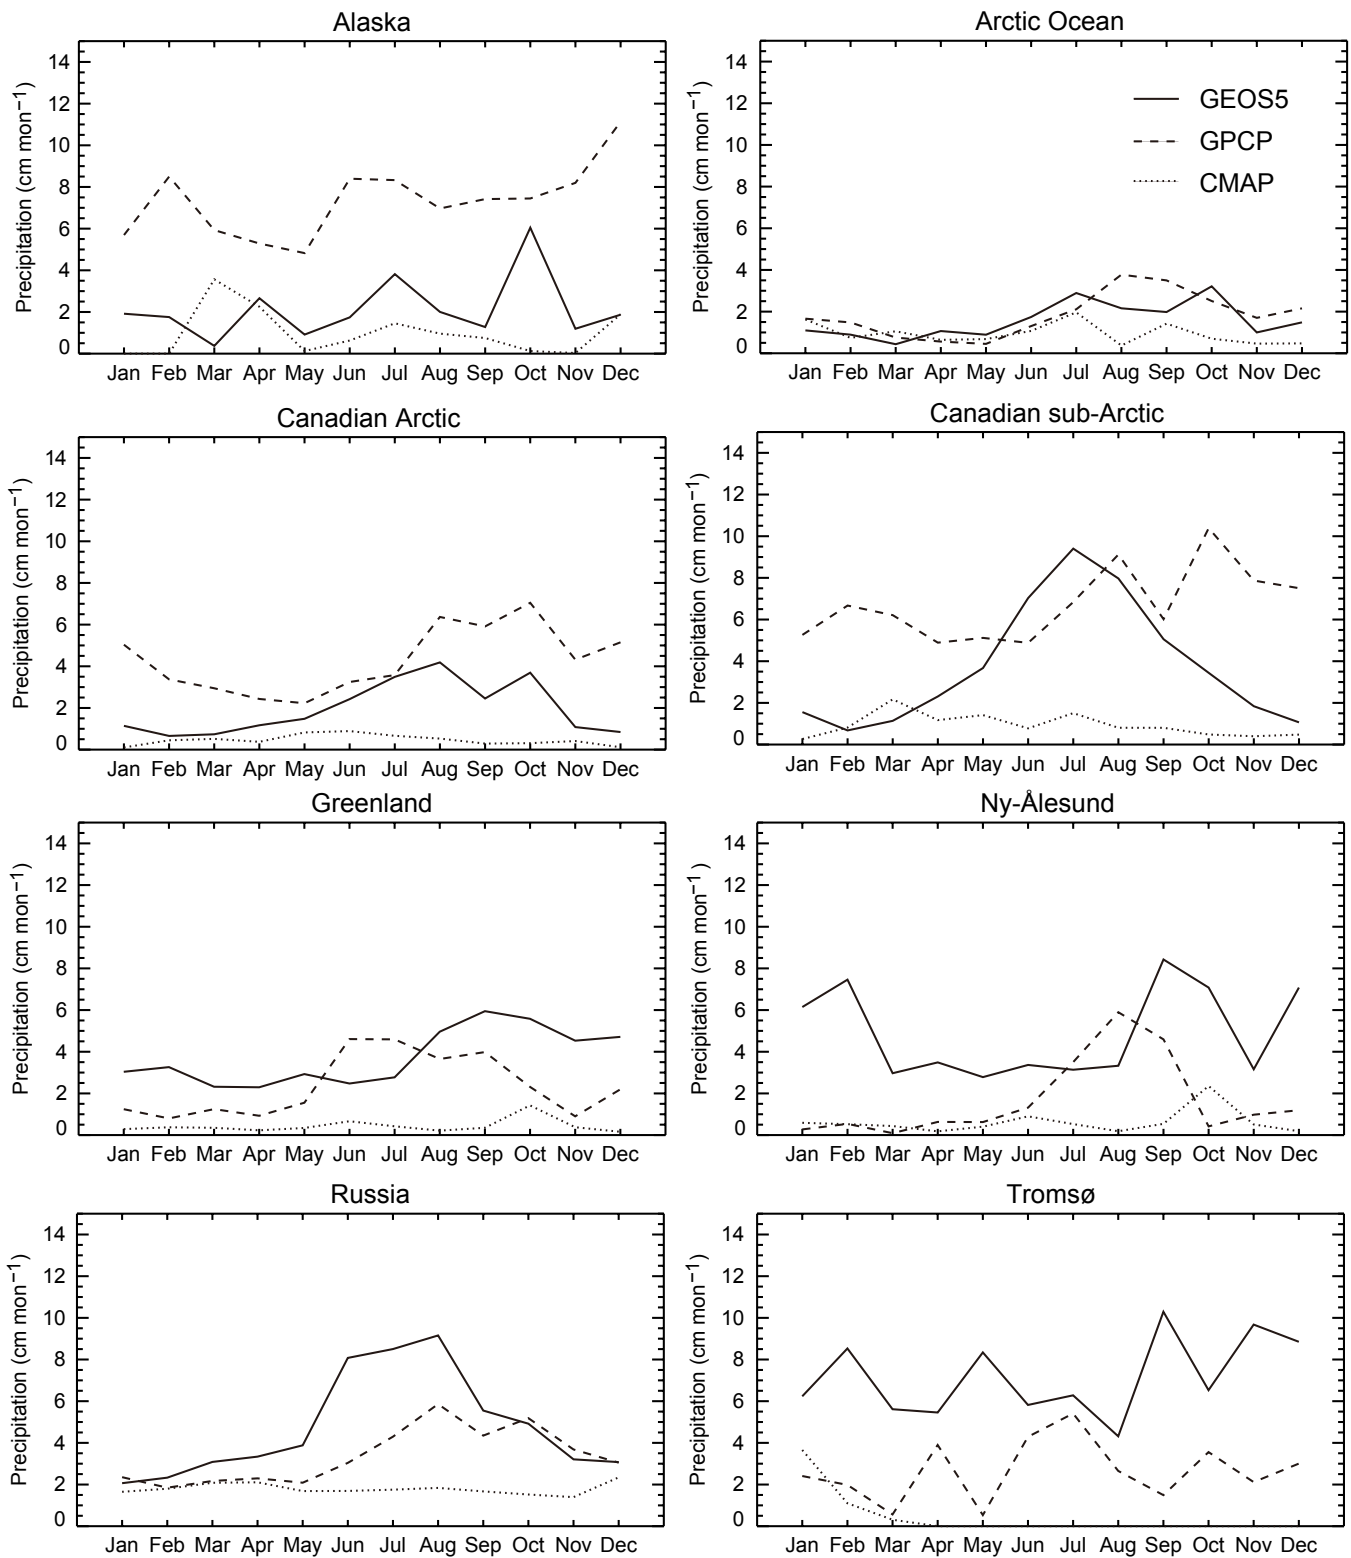 Alaska
Precipitation (cm mon⁻¹)
14
12
10
8
6
4
2
0
Jan Feb Mar Apr May Jun Jul Aug Sep Oct Nov Dec
Arctic Ocean
Precipitation (cm mon⁻¹)
14
12
10
8
6
4
2
0
GEOS5
GPCP
CMAP
Jan Feb Mar Apr May Jun Jul Aug Sep Oct Nov Dec
Canadian Arctic
Precipitation (cm mon⁻¹)
14
12
10
8
6
4
2
0
Jan Feb Mar Apr May Jun Jul Aug Sep Oct Nov Dec
Canadian sub-Arctic
Precipitation (cm mon⁻¹)
14
12
10
8
6
4
2
0
Jan Feb Mar Apr May Jun Jul Aug Sep Oct Nov Dec
Greenland
Precipitation (cm mon⁻¹)
14
12
10
8
6
4
2
0
Jan Feb Mar Apr May Jun Jul Aug Sep Oct Nov Dec
Ny-Ålesund
Precipitation (cm mon⁻¹)
14
12
10
8
6
4
2
0
Jan Feb Mar Apr May Jun Jul Aug Sep Oct Nov Dec
Russia
Precipitation (cm mon⁻¹)
14
12
10
8
6
4
2
0
Jan Feb Mar Apr May Jun Jul Aug Sep Oct Nov Dec
Tromsø
Precipitation (cm mon⁻¹)
14
12
10
8
6
4
2
0
Jan Feb Mar Apr May Jun Jul Aug Sep Oct Nov Dec